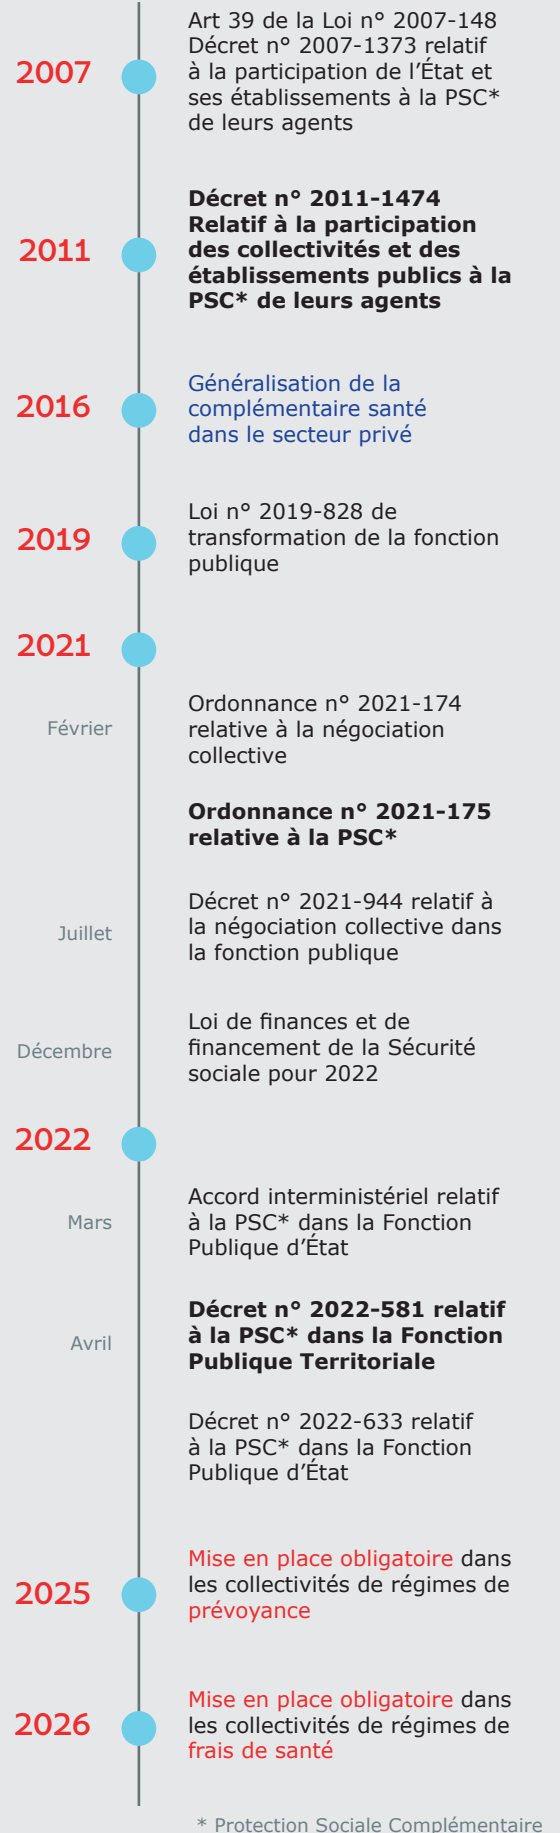 2007
Art 39 de la Loi n° 2007-148
Décret n° 2007-1373 relatif
à la participation de l’État et
ses établissements à la PSC*
de leurs agents
2011
Décret n° 2011-1474
Relatif à la participation
des collectivités et des
établissements publics à la
PSC* de leurs agents
2016
Généralisation de la
complémentaire santé
dans le secteur privé
2019
Loi n° 2019-828 de
transformation de la fonction
publique
2021
Février
Ordonnance n° 2021-174
relative à la négociation
collective
Ordonnance n° 2021-175
relative à la PSC*
Juillet
Décret n° 2021-944 relatif à
la négociation collective dans
la fonction publique
Décembre
Loi de finances et de
financement de la Sécurité
sociale pour 2022
2022
Mars
Accord interministériel relatif
à la PSC* dans la Fonction
Publique d’État
Avril
Décret n° 2022-581 relatif
à la PSC* dans la Fonction
Publique Territoriale
Décret n° 2022-633 relatif
à la PSC* dans la Fonction
Publique d’État
2025
Mise en place obligatoire dans
les collectivités de régimes de
prévoyance
2026
Mise en place obligatoire dans
les collectivités de régimes de
frais de santé
* Protection Sociale Complémentaire